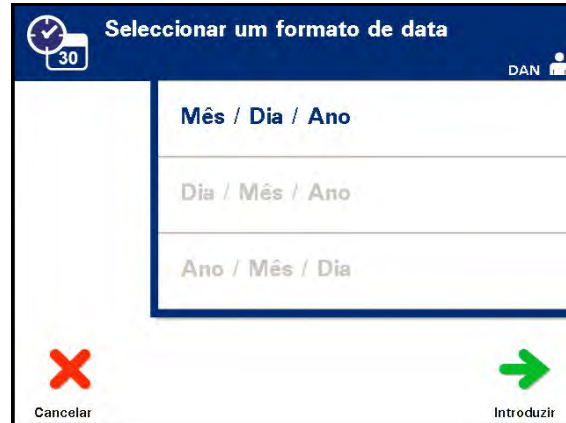 Seleccionar um formato de data
30
DAN
Mês / Dia / Ano
Dia / Mês / Ano
Ano / Mês / Dia
Cancelar
Introduzir